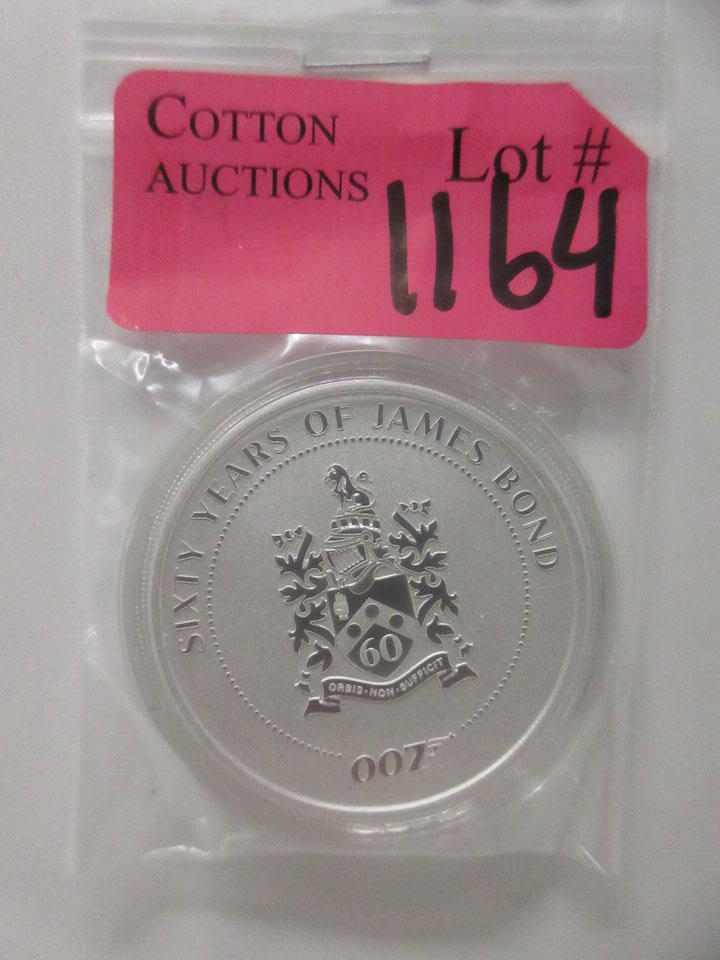 COTTON
AUCTIONS
Lot #
1164
SIXTY YEARS OF JAMES BOND
60
ORBIS·NON·SUFFICIT
007